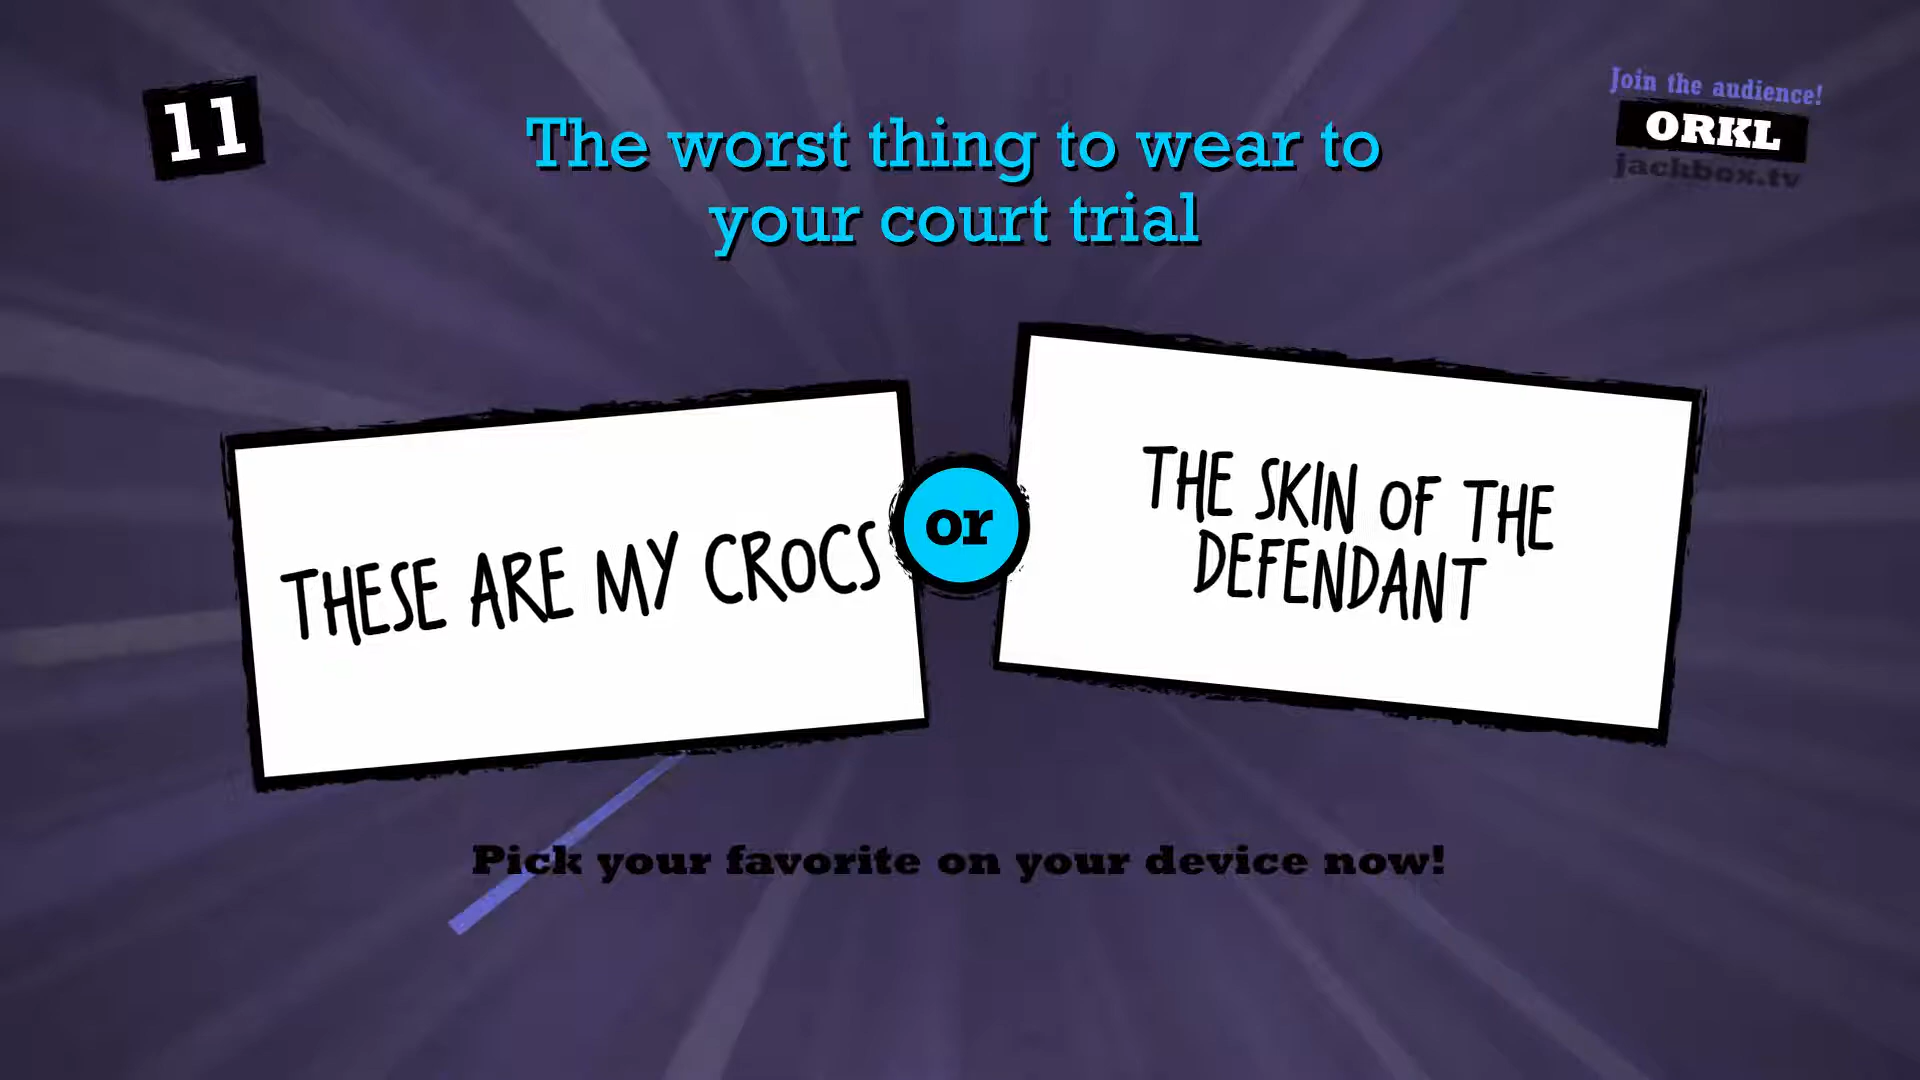 11
Join the audience!
ORKL
jackbox.tv
The worst thing to wear to
your court trial
THESE ARE MY CROCS
or
THE SKIN OF THE
DEFENDANT
Pick your favorite on your device now!